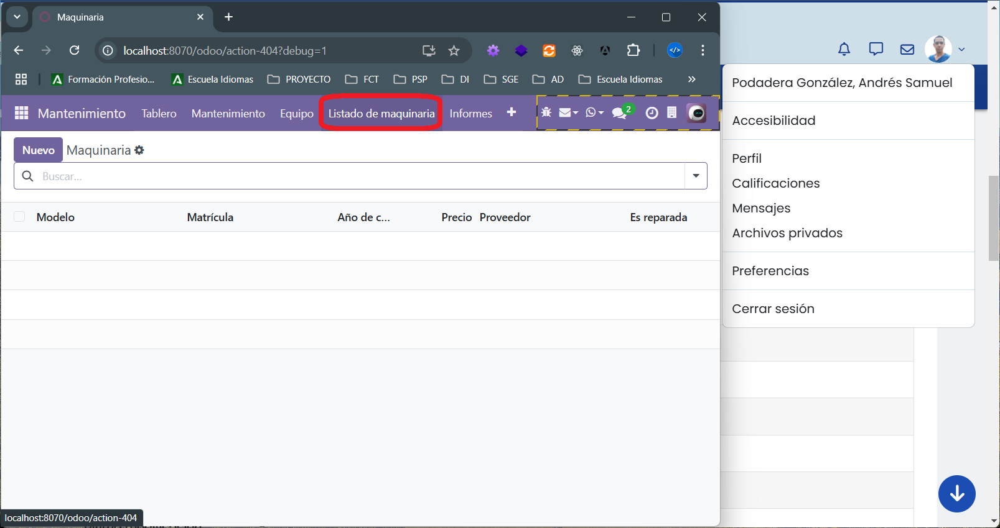 Maquinaria
localhost:8070/odoo/action-404?debug=1
Formación Profesio...
Escuela Idiomas
PROYECTO
FCT
PSP
DI
SGE
AD
Escuela Idiomas
Mantenimiento
Tablero
Mantenimiento
Equipo
Listado de maquinaria
Informes
2
Nuevo
Maquinaria
Buscar...
Modelo
Matrícula
Año de c...
Precio
Proveedor
Es reparada
localhost:8070/odoo/action-404
Podadera González, Andrés Samuel
Accesibilidad
Perfil
Calificaciones
Mensajes
Archivos privados
Preferencias
Cerrar sesión